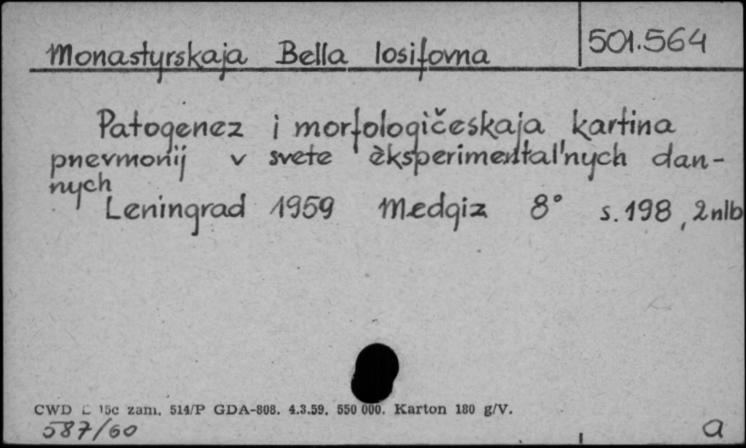 Monastyrskaja Bella Iosifovna
501.564
Patogenez i morfologičeskaja kartina
pnevmonij v svete èksperimental'nych dan-
nych
Leningrad 1959 Medgiz 8° s. 198, 2nlb
CWD zam. 514/P GDA-808. 4.3.59. 550 000. Karton 180 g/V.
587/60
a